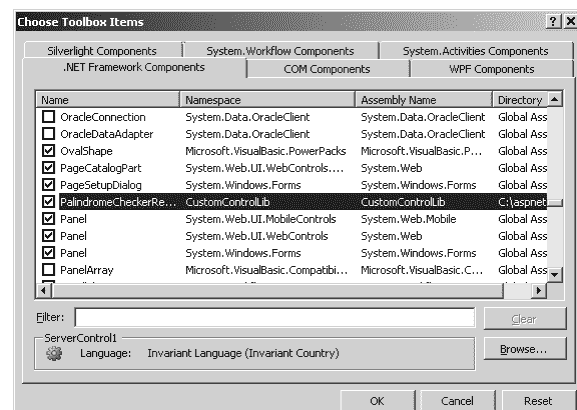 Choose Toolbox Items
Silverlight Components System.Workflow Components System.Activities Components
.NET Framework Components COM Components WPF Components
Name Namespace Assembly Name Directory
OracleConnection System.Data.OracleClient System.Data.OracleClient Global Ass
OracleDataAdapter System.Data.OracleClient System.Data.OracleClient Global Ass
OvalShape Microsoft.VisualBasic.PowerPacks Microsoft.VisualBasic.P... Global Ass
PageCatalogPart System.Web.UI.WebControls.... System.Web Global Ass
PageSetupDialog System.Windows.Forms System.Windows.Forms Global Ass
PalindromeCheckerRe... CustomControlLib CustomControlLib C:\aspnet
Panel System.Web.UI.MobileControls System.Web.Mobile Global Ass
Panel System.Web.UI.WebControls System.Web Global Ass
Panel System.Windows.Forms System.Windows.Forms Global Ass
PanelArray Microsoft.VisualBasic.Compatibi... Microsoft.VisualBasic.C... Global Ass
Filter: Clear
ServerControl1
Language: Invariant Language (Invariant Country) Browse...
OK Cancel Reset